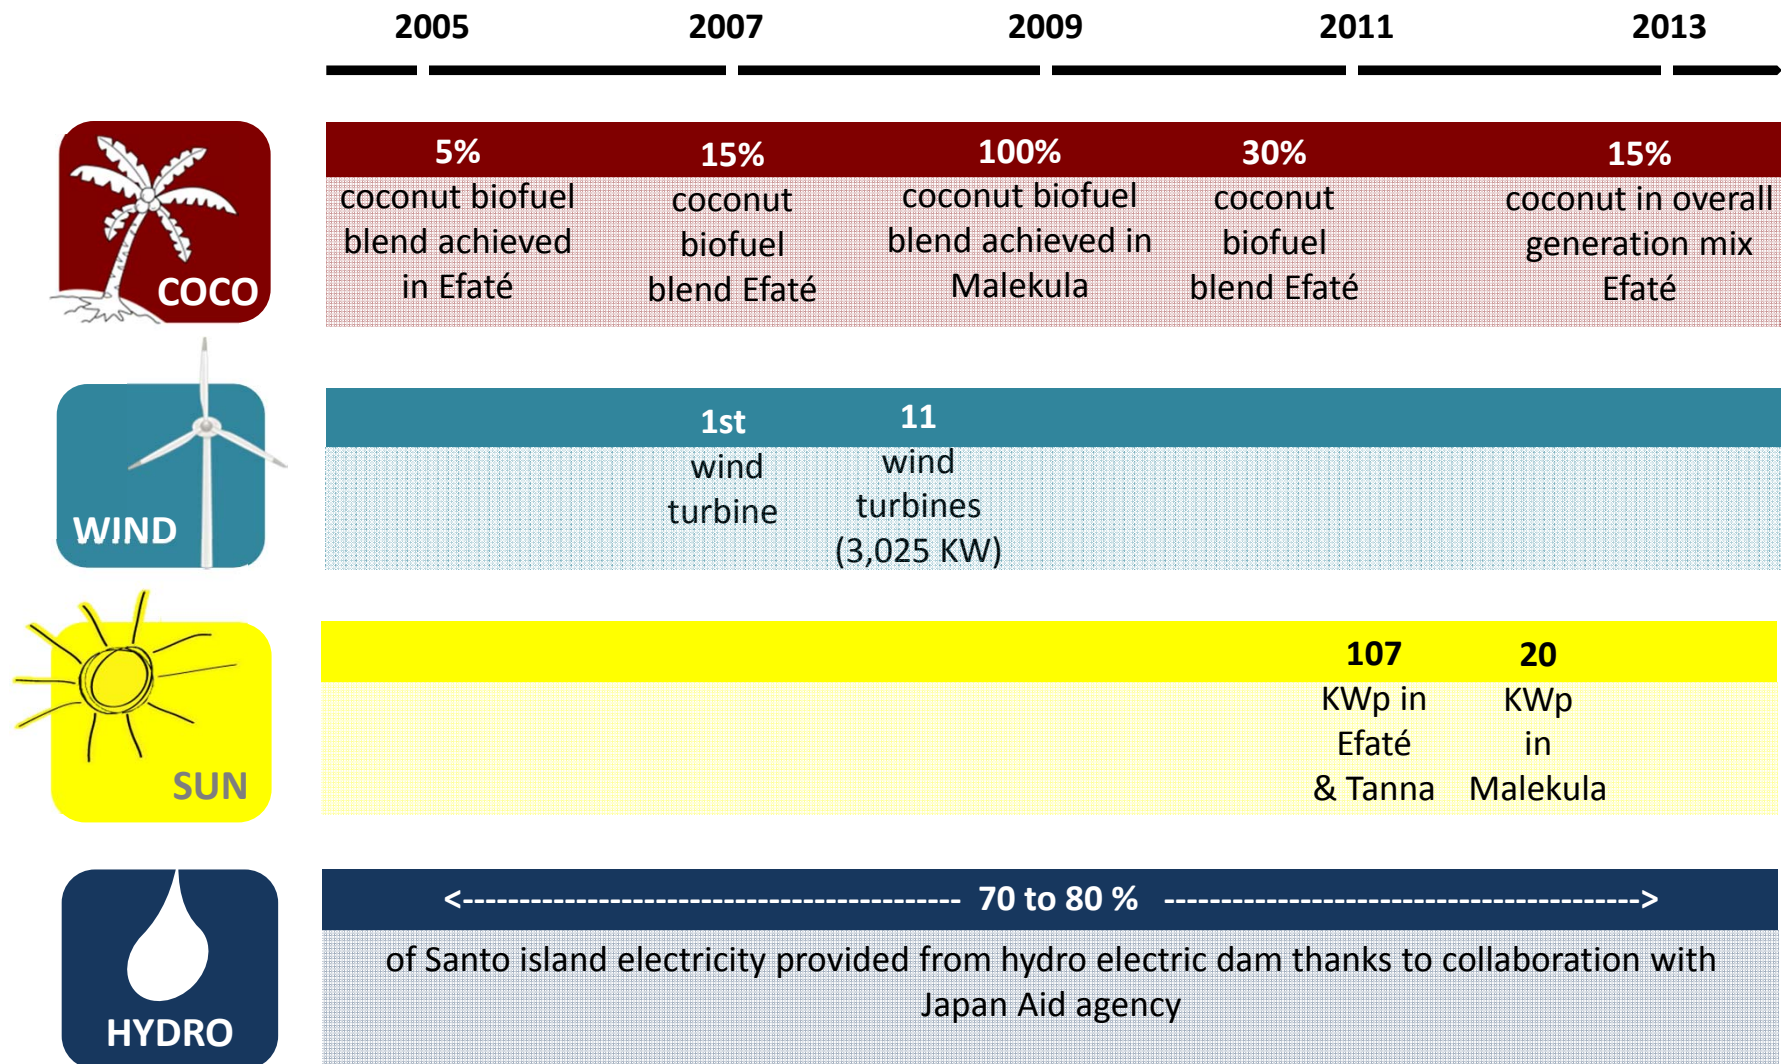 2005 2007 2009 2011 2013
COCO
5%
coconut biofuel
blend achieved
in Efaté
15%
coconut
biofuel
blend Efaté
100%
coconut biofuel
blend achieved in
Malekula
30%
coconut
biofuel
blend Efaté
15%
coconut in overall
generation mix
Efaté
WIND
1st
wind
turbine
11
wind
turbines
(3,025 KW)
SUN
107
KWp in
Efaté
& Tanna
20
KWp
in
Malekula
HYDRO
<-------------------------------------------- 70 to 80 % ------------------------------------------>
of Santo island electricity provided from hydro electric dam thanks to collaboration with
Japan Aid agency